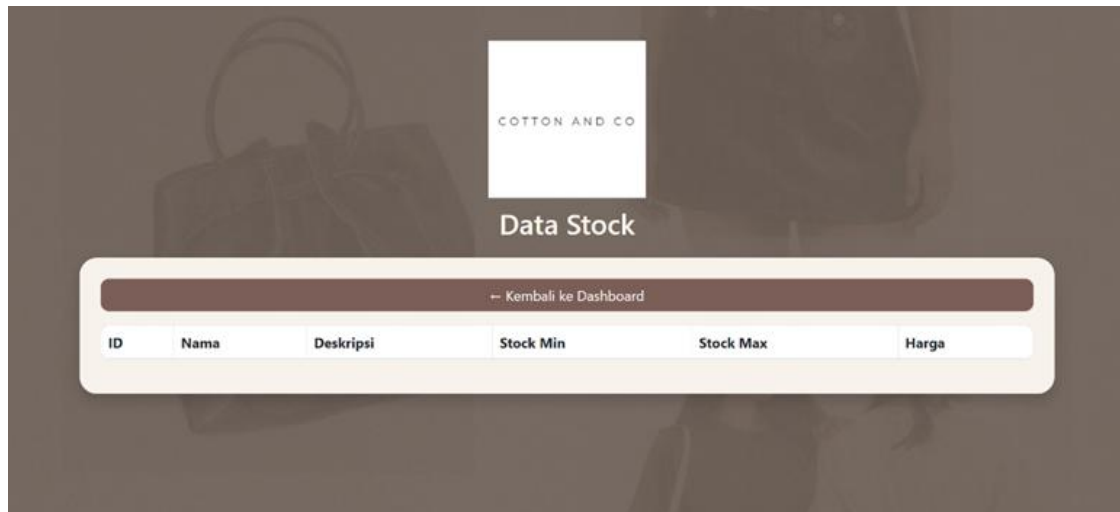 COTTON AND CO
Data Stock
← Kembali ke Dashboard
ID Nama Deskripsi Stock Min Stock Max Harga